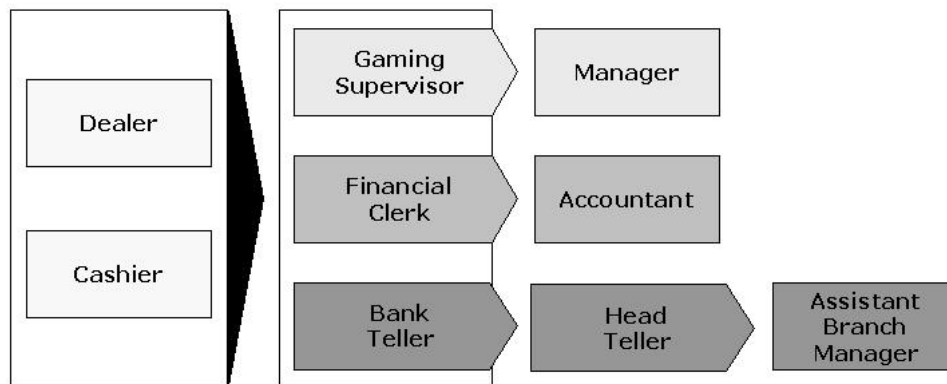 Dealer
Cashier
Gaming
Supervisor
Manager
Financial
Clerk
Accountant
Bank
Teller
Head
Teller
Assistant
Branch
Manager